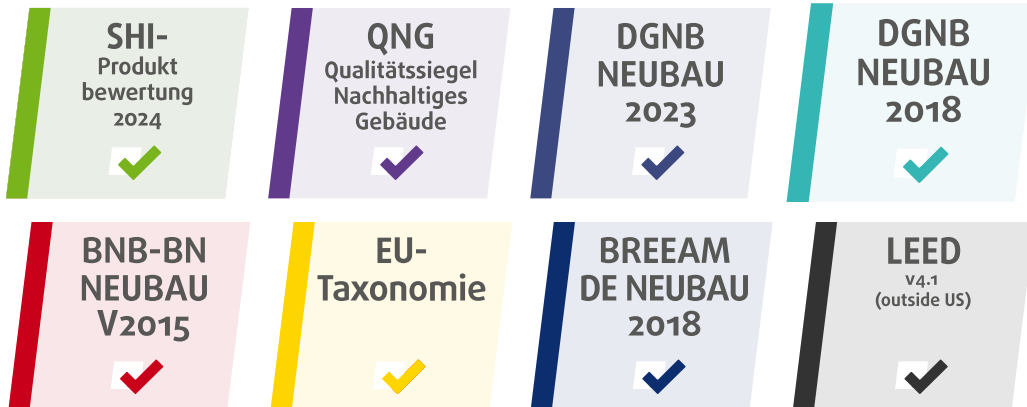 SHI-
Produkt
bewertung
2024
QNG
Qualitätssiegel
Nachhaltiges
Gebäude
DGNB
NEUBAU
2023
DGNB
NEUBAU
2018
BNB-BN
NEUBAU
V2015
EU-
Taxonomie
BREEAM
DE NEUBAU
2018
LEED
v4.1
(outside US)